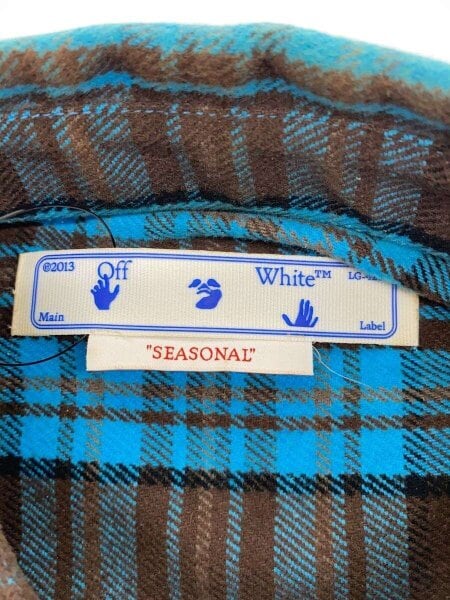 ©2013 Off White™
Main Label
"SEASONAL"